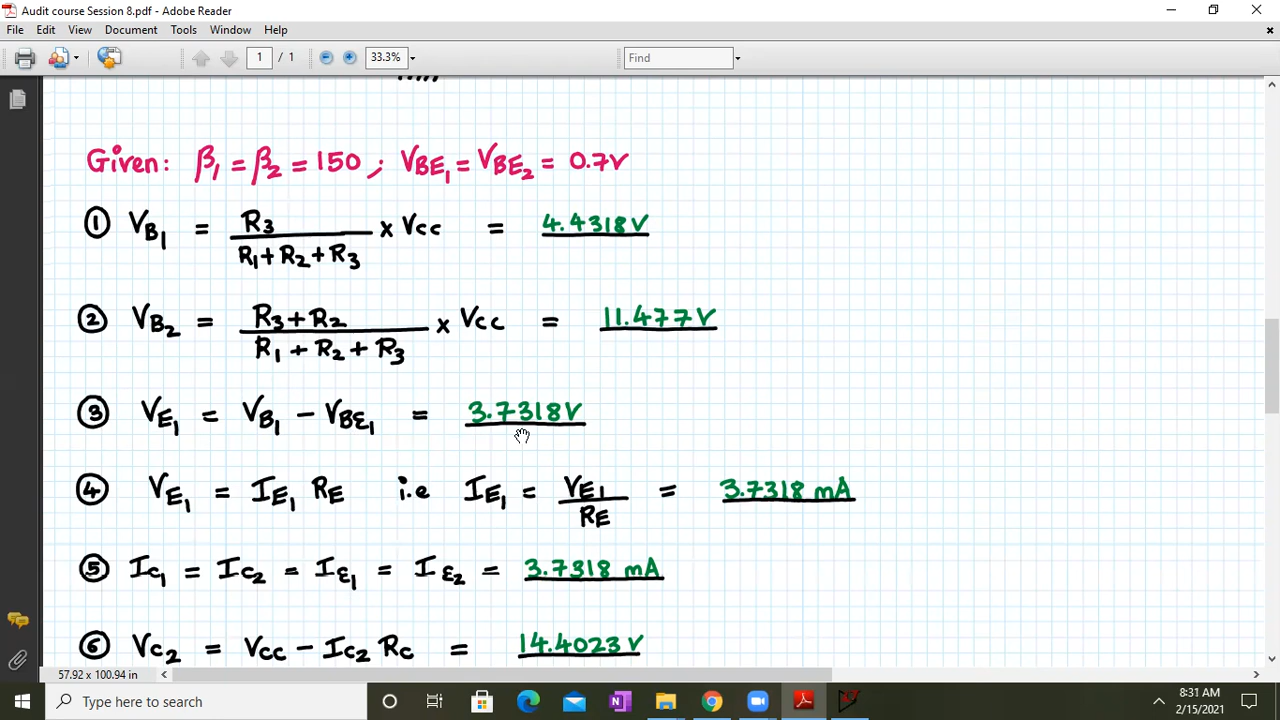 Audit course Session 8.pdf - Adobe Reader
File Edit View Document Tools Window Help
1 / 1 33.3% Find
Given: β1 = β2 = 150 ; VBE1 = VBE2 = 0.7V
① VB1 = R3 / R1+R2+R3 x Vcc = 4.4318V
② VB2 = R3+R2 / R1+R2+R3 x Vcc = 11.477V
③ VE1 = VB1 - VBE1 = 3.7318V
④ VE1 = IE1 RE i.e IE1 = VE1 / RE = 3.7318 mA
⑤ IC1 = IC2 = IE1 = IE2 = 3.7318 mA
⑥ VC2 = Vcc - IC2 RC = 14.4023V
57.92 x 100.94 in
Type here to search
8:31 AM
2/15/2021